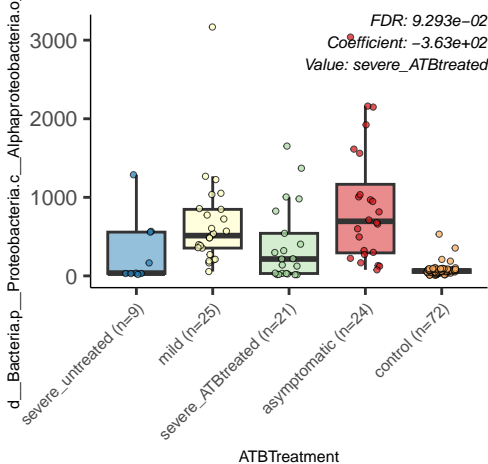 FDR: 9.293e−02
Coefficient: −3.63e+02
Value: severe_ATBtreated
d__Bacteria.p__Proteobacteria.c__Alphaproteobacteria.o
3000
2000
1000
0
severe_untreated (n=9)
mild (n=25)
severe_ATBtreated (n=21)
asymptomatic (n=24)
control (n=72)
ATBTreatment